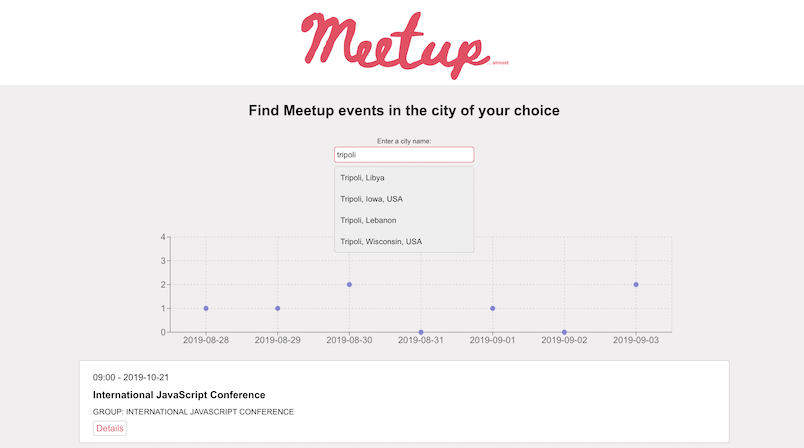 Meetup
... almost
Find Meetup events in the city of your choice
Enter a city name:
tripoli
Tripoli, Libya
Tripoli, Iowa, USA
Tripoli, Lebanon
Tripoli, Wisconsin, USA
4
3
2
1
0
2019-08-28 2019-08-29 2019-08-30 2019-08-31 2019-09-01 2019-09-02 2019-09-03
09:00 - 2019-10-21
International JavaScript Conference
GROUP: INTERNATIONAL JAVASCRIPT CONFERENCE
Details